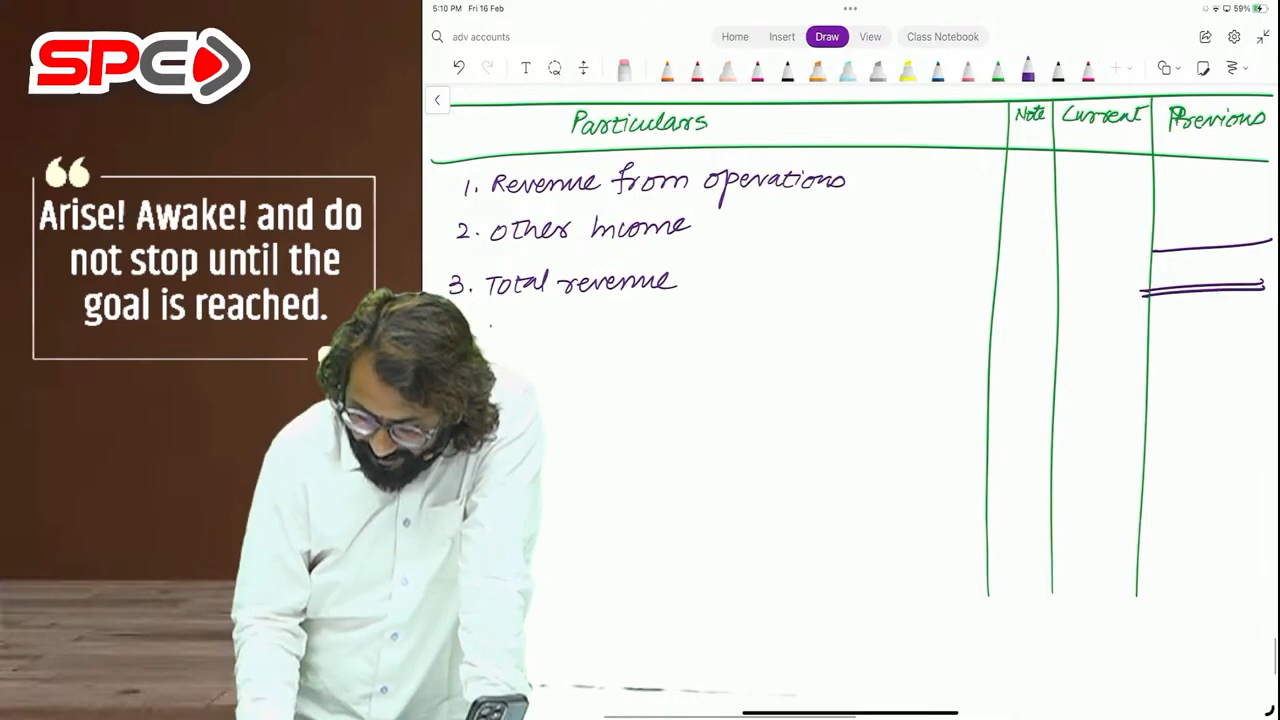 SPE
Arise! Awake! and do
not stop until the
goal is reached.
5:10 PM Fri 16 Feb
59%
adv accounts
Home Insert Draw View Class Notebook
Particulars Note Current Previous
1. Revenue from operations
2. Other Income
3. Total revenue